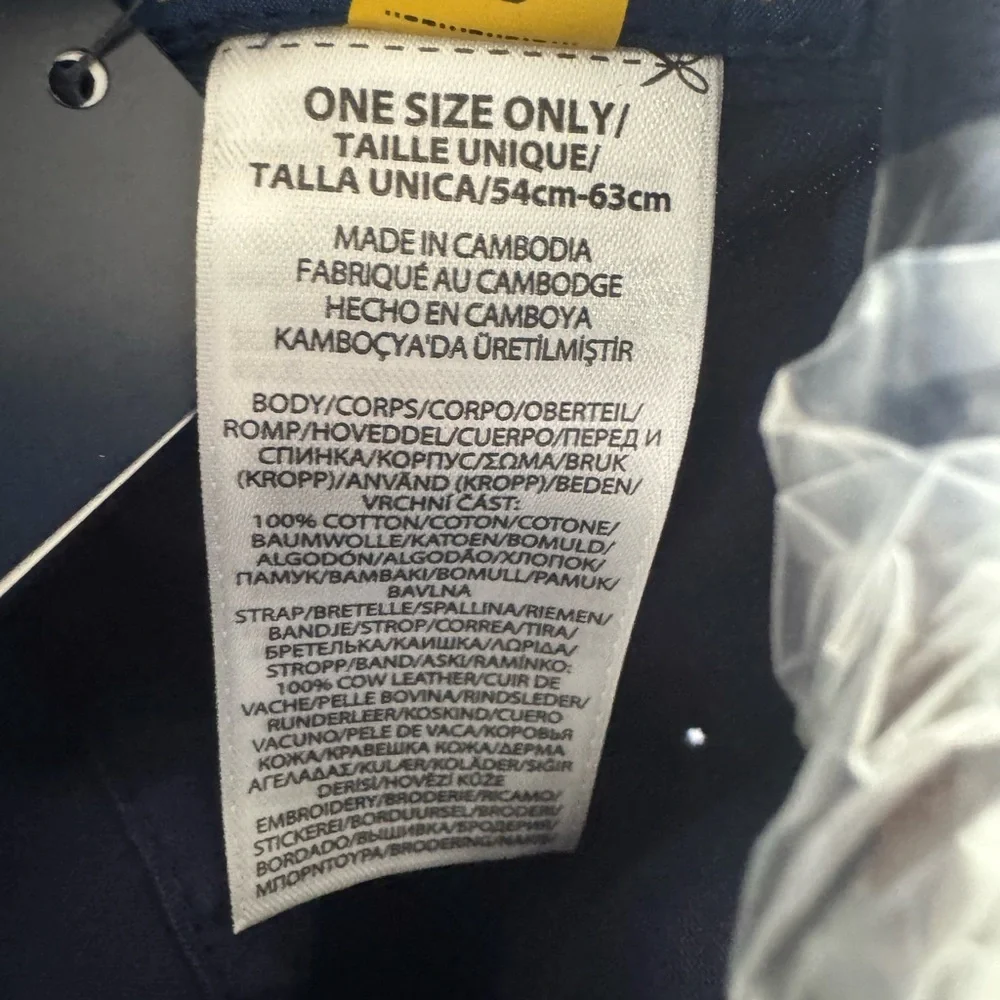 ONE SIZE ONLY/
TAILLE UNIQUE/
TALLA UNICA/54cm-63cm
MADE IN CAMBODIA
FABRIQUÉ AU CAMBODGE
HECHO EN CAMBOYA
KAMBOÇYA'DA ÜRETİLMİŞTİR
BODY/CORPS/CORPO/OBERTEIL/
ROMP/HOVEDDEL/CUERPO/ПЕРЕД И
СПИНКА/КОРПУС/ΣΩΜΑ/BRUK
(KROPP)/ANVÄND (KROPP)/BEDEN/
VRCHNÍ ČÁST:
100% COTTON/COTON/COTONE/
BAUMWOLLE/KATOEN/BOMULD/
ALGODÓN/ALGODÃO/ХЛОПОК/
ПАМУК/BAMBAKI/BOMULL/PAMUK/
BAVLNA
STRAP/BRETELLE/SPALLINA/RIEMEN/
BANDJE/STROP/CORREA/TIRA/
БРЕТЕЛЬКА/КАИШКА/ΛΩΡΙΔΑ/
STROPP/BAND/ASKI/RAMÍNKO:
100% COW LEATHER/CUIR DE
VACHE/PELLE BOVINA/RINDSLEDER/
RUNDERLEER/KOSKIND/CUERO
VACUNO/PELE DE VACA/КОРОВЬЯ
КОЖА/КРАВЕШКА КОЖА/ΔΕΡΜΑ
ΑΓΕΛΑΔΑΣ/KULÆR/KOLÄDER/SIĞIR
DERİSİ/HOVĚZÍ KŮŽE
EMBROIDERY/BRODERIE/RICAMO/
STICKEREI/BORDUURSEL/BRODERI/
BORDADO/ВЫШИВКА/БРОДЕРИЯ/
ΜΠΟΡΝΤΟΥΡΑ/BRODERING/